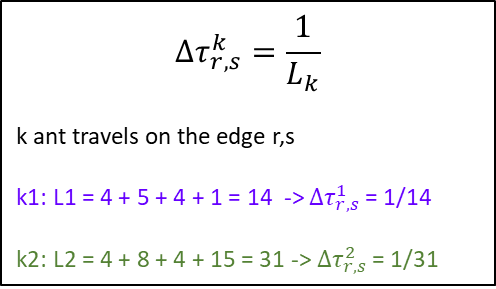 Δτ^k_{r,s} = 1/L_k
k ant travels on the edge r,s
k1: L1 = 4 + 5 + 4 + 1 = 14 -> Δτ^1_{r,s} = 1/14
k2: L2 = 4 + 8 + 4 + 15 = 31 -> Δτ^2_{r,s} = 1/31